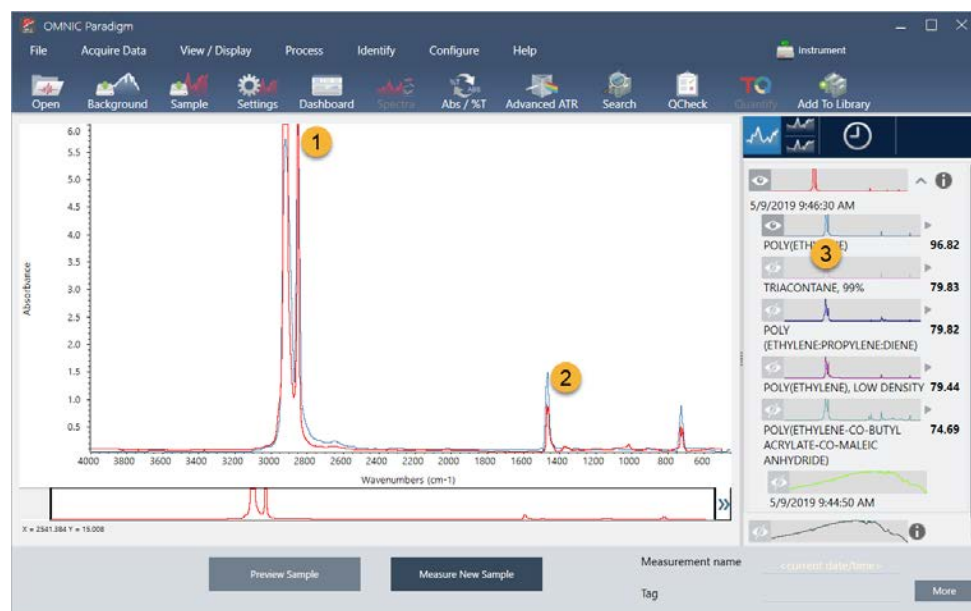 OMNIC Paradigm
File Acquire Data View / Display Process Identify Configure Help Instrument
Open Background Sample Settings Dashboard Spectra Abs / %T Advanced ATR Search QCheck Quantify Add To Library
%T ABS
TQ
1
2
3
6.0
5.5
5.0
4.5
4.0
3.5
3.0
2.5
2.0
1.5
1.0
0.5
Absorbance
4000 3800 3600 3400 3200 3000 2800 2600 2400 2200 2000 1800 1600 1400 1200 1000 800 600
Wavenumbers (cm-1)
X = 2541.384 Y = 15.008
5/9/2019 9:46:30 AM
POLY(ETHYLENE) 96.82
TRIACONTANE, 99% 79.83
POLY 79.82
(ETHYLENE:PROPYLENE:DIENE)
POLY(ETHYLENE), LOW DENSITY 79.44
POLY(ETHYLENE-CO-BUTYL 74.69
ACRYLATE-CO-MALEIC
ANHYDRIDE)
5/9/2019 9:44:50 AM
Preview Sample Measure New Sample
Measurement name <current date/time>
Tag
More